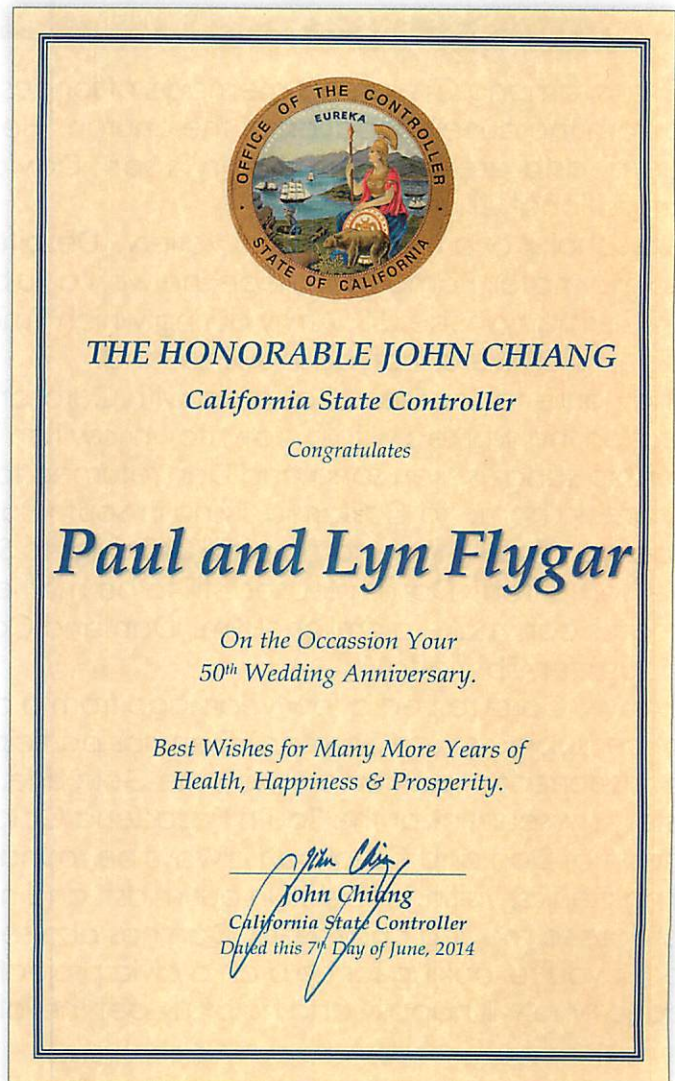 OFFICE OF THE CONTROLLER
EUREKA
STATE OF CALIFORNIA
THE HONORABLE JOHN CHIANG
California State Controller
Congratulates
Paul and Lyn Flygar
On the Occassion Your
50th Wedding Anniversary.
Best Wishes for Many More Years of
Health, Happiness & Prosperity.
John Chiang
John Chiang
California State Controller
Dated this 7th Day of June, 2014